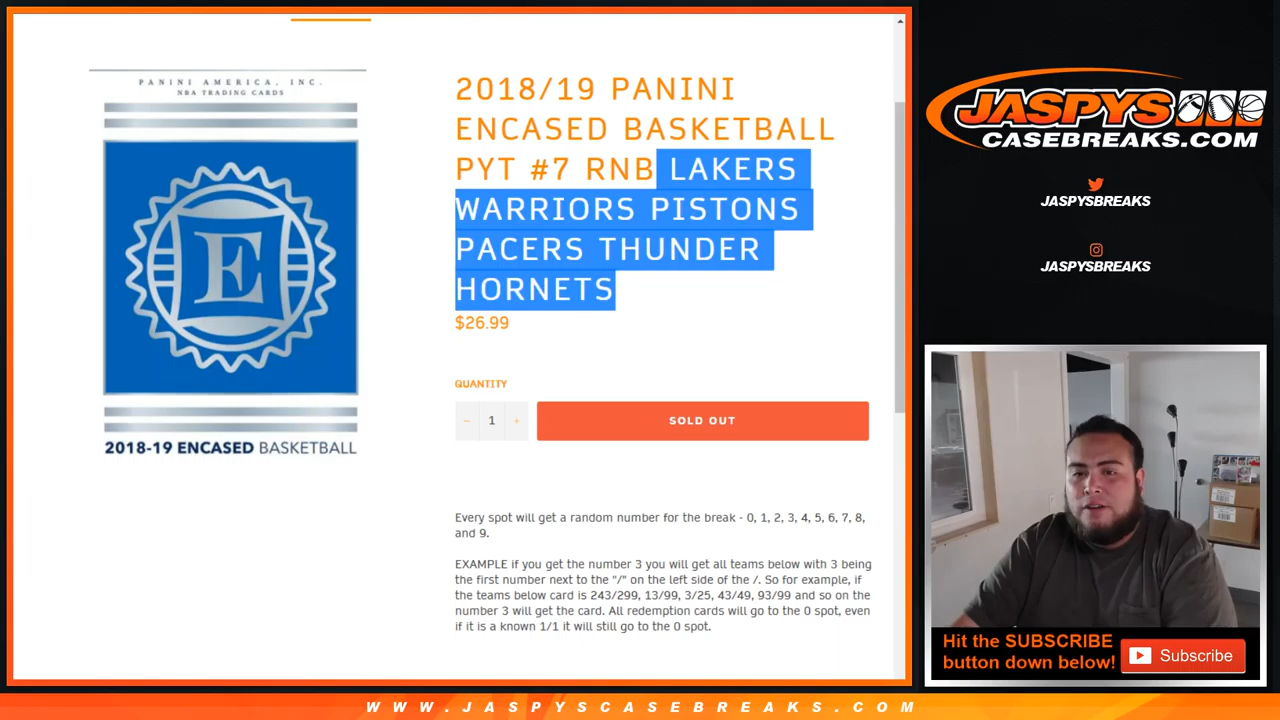 PANINI AMERICA, INC.
NBA TRADING CARDS
E
2018-19 ENCASED BASKETBALL
2018/19 PANINI
ENCASED BASKETBALL
PYT #7 RNB LAKERS
WARRIORS PISTONS
PACERS THUNDER
HORNETS
$26.99
QUANTITY
− 1 +
SOLD OUT
Every spot will get a random number for the break - 0, 1, 2, 3, 4, 5, 6, 7, 8,
and 9.
EXAMPLE if you get the number 3 you will get all teams below with 3 being
the first number next to the "/" on the left side of the /. So for example, if
the teams below card is 243/299, 13/99, 3/25, 43/49, 93/99 and so on the
number 3 will get the card. All redemption cards will go to the 0 spot, even
if it is a known 1/1 it will still go to the 0 spot.
JASPYS
CASEBREAKS.COM
JASPYSBREAKS
JASPYSBREAKS
Hit the SUBSCRIBE
button down below!
Subscribe
WWW.JASPYSCASEBREAKS.COM